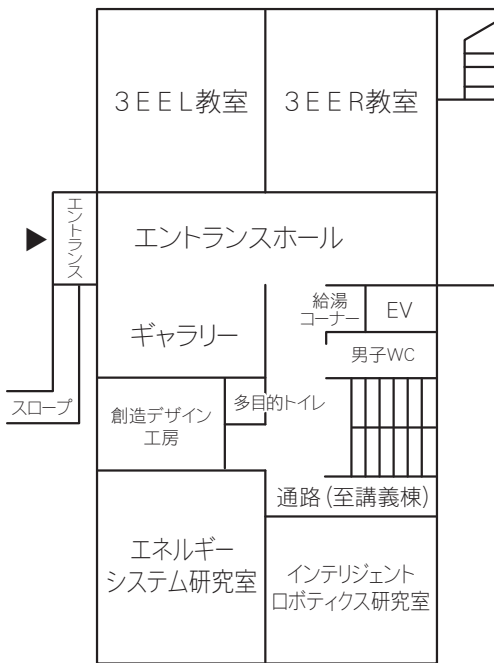 ３ＥＥＬ教室
３ＥＥＲ教室
エントランス
エントランスホール
給湯
コーナー
EV
ギャラリー
男子WC
スロープ
創造デザイン
工房
多目的トイレ
通路（至講義棟）
エネルギー
システム研究室
インテリジェント
ロボティクス研究室